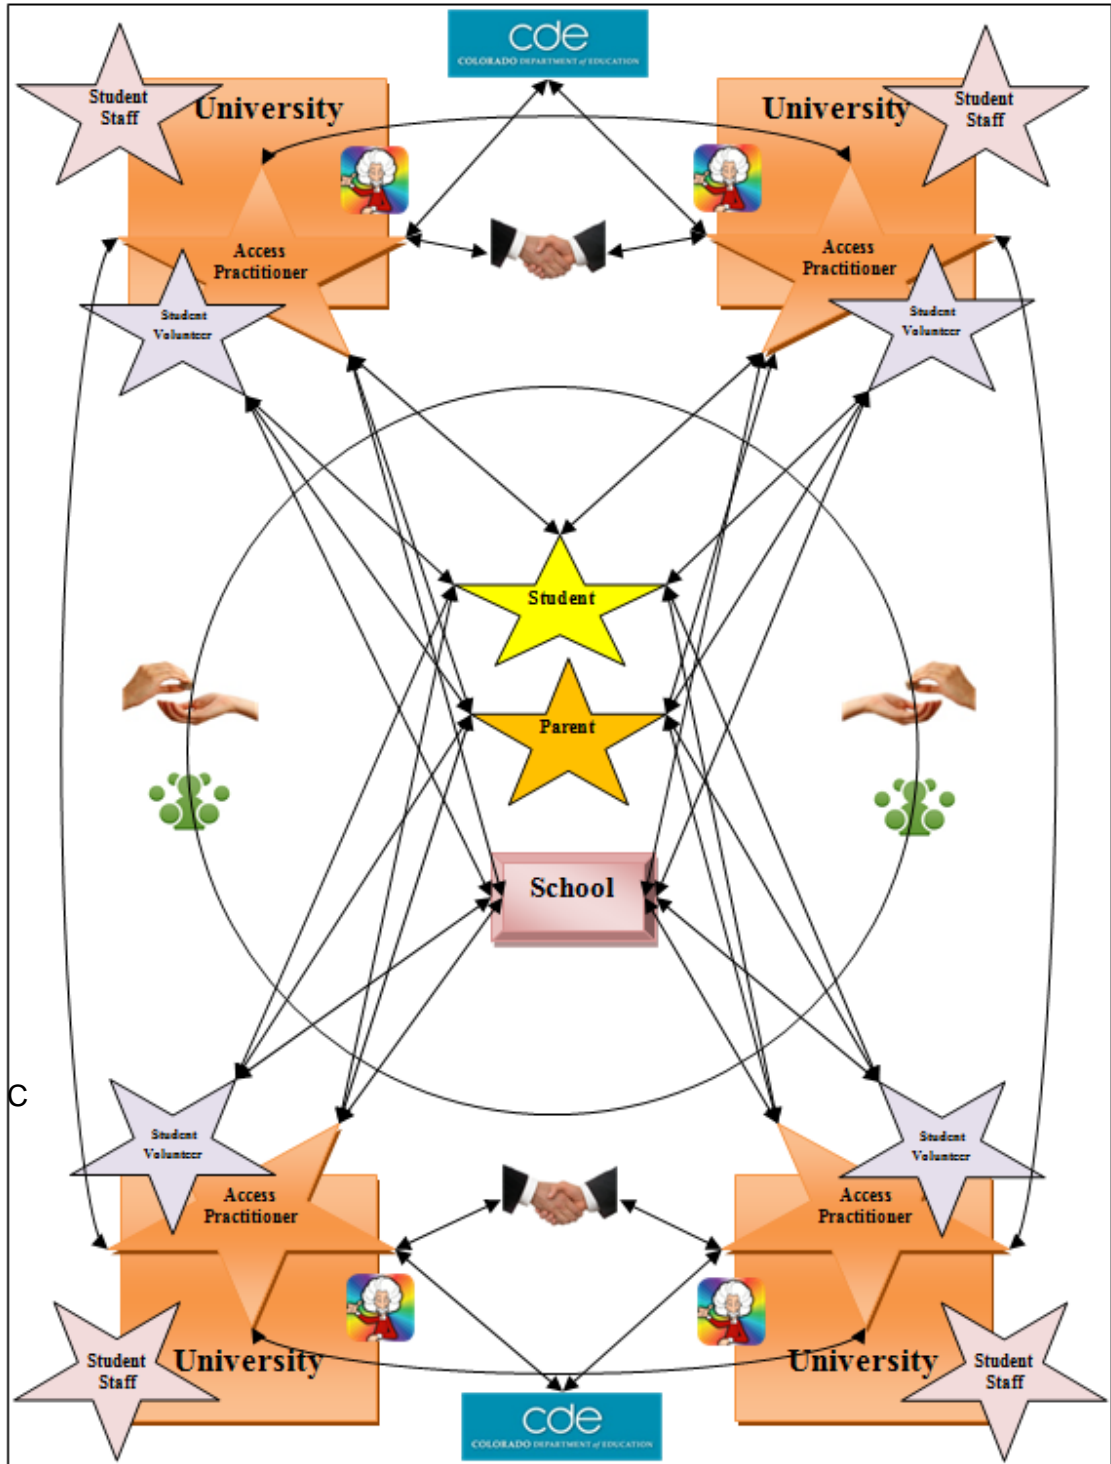 cde
COLORADO DEPARTMENT of EDUCATION
Student
Staff
University
University
Student
Staff
Access
Practitioner
Access
Practitioner
Student
Volunteer
Student
Volunteer
Student
Parent
School
C
Student
Volunteer
Student
Volunteer
Access
Practitioner
Access
Practitioner
University
University
Student
Staff
Student
Staff
cde
COLORADO DEPARTMENT of EDUCATION